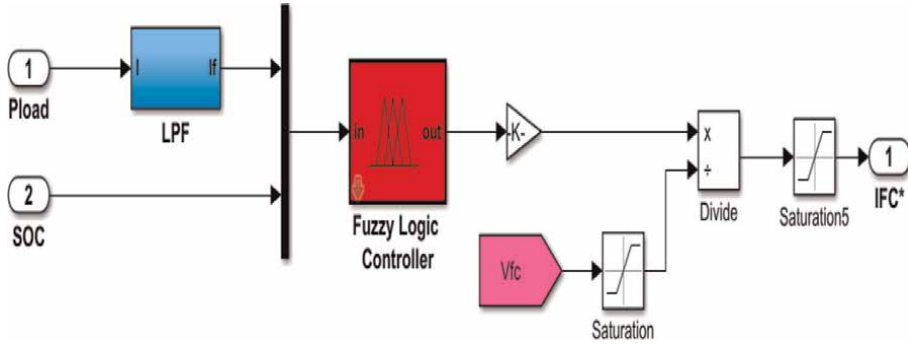 1
Pload
I
If
LPF
2
SOC
in
out
Fuzzy Logic
Controller
-K-
Vfc
Saturation
x
÷
Divide
Saturation5
1
IFC*